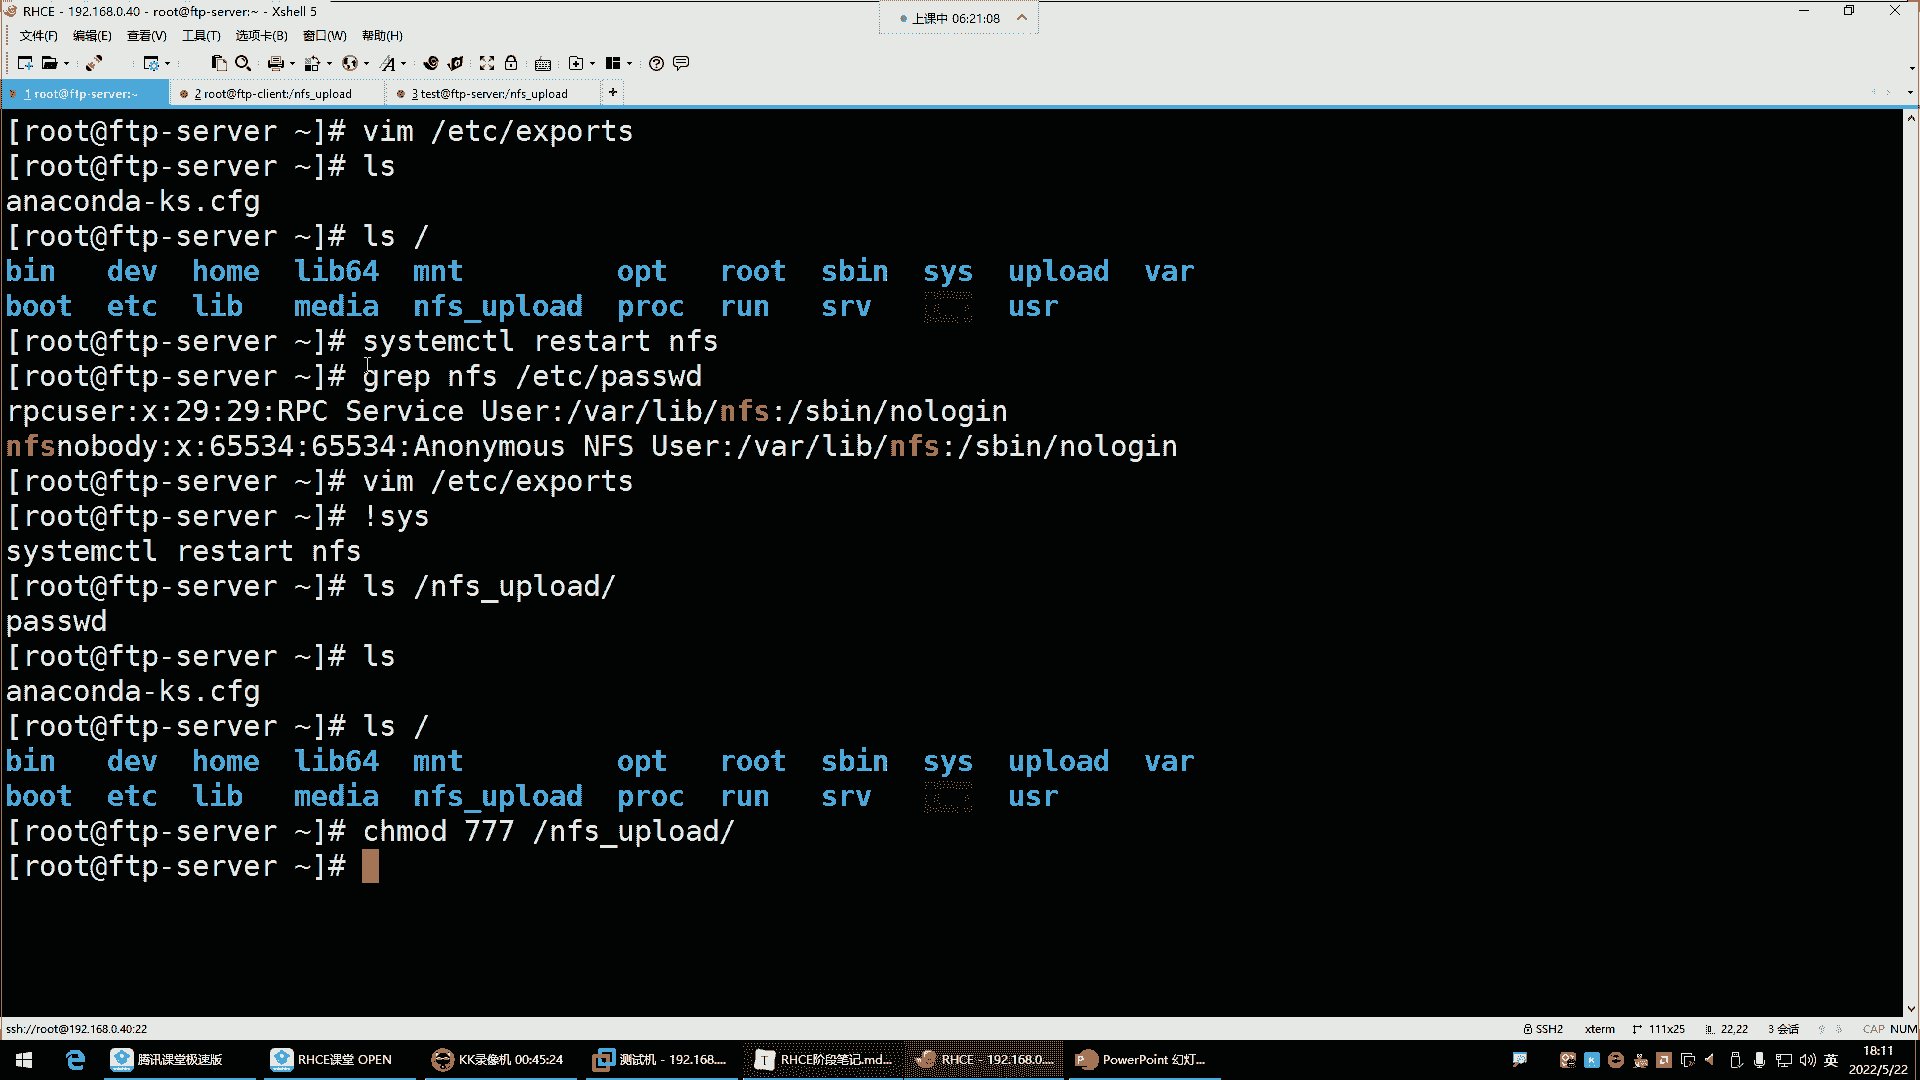 RHCE - 192.168.0.40 - root@ftp-server:~ - Xshell 5
上课中 06:21:08
文件(F) 编辑(E) 查看(V) 工具(T) 选项卡(B) 窗口(W) 帮助(H)
1 root@ftp-server:~ 2 root@ftp-client:/nfs_upload 3 test@ftp-server:/nfs_upload +
[root@ftp-server ~]# vim /etc/exports
[root@ftp-server ~]# ls
anaconda-ks.cfg
[root@ftp-server ~]# ls /
bin dev home lib64 mnt opt root sbin sys upload var
boot etc lib media nfs_upload proc run srv usr
[root@ftp-server ~]# systemctl restart nfs
[root@ftp-server ~]# grep nfs /etc/passwd
rpcuser:x:29:29:RPC Service User:/var/lib/nfs:/sbin/nologin
nfsnobody:x:65534:65534:Anonymous NFS User:/var/lib/nfs:/sbin/nologin
[root@ftp-server ~]# vim /etc/exports
[root@ftp-server ~]# !sys
systemctl restart nfs
[root@ftp-server ~]# ls /nfs_upload/
passwd
[root@ftp-server ~]# ls
anaconda-ks.cfg
[root@ftp-server ~]# ls /
bin dev home lib64 mnt opt root sbin sys upload var
boot etc lib media nfs_upload proc run srv usr
[root@ftp-server ~]# chmod 777 /nfs_upload/
[root@ftp-server ~]#
ssh://root@192.168.0.40:22 SSH2 xterm 111x25 22,22 3 会话 CAP NUM
腾讯课堂极速版 RHCE课堂 OPEN KK录像机 00:45:24 测试机 - 192.168.... RHCE阶段笔记.md... RHCE - 192.168.0.... PowerPoint 幻灯... 英 18:11
2022/5/22